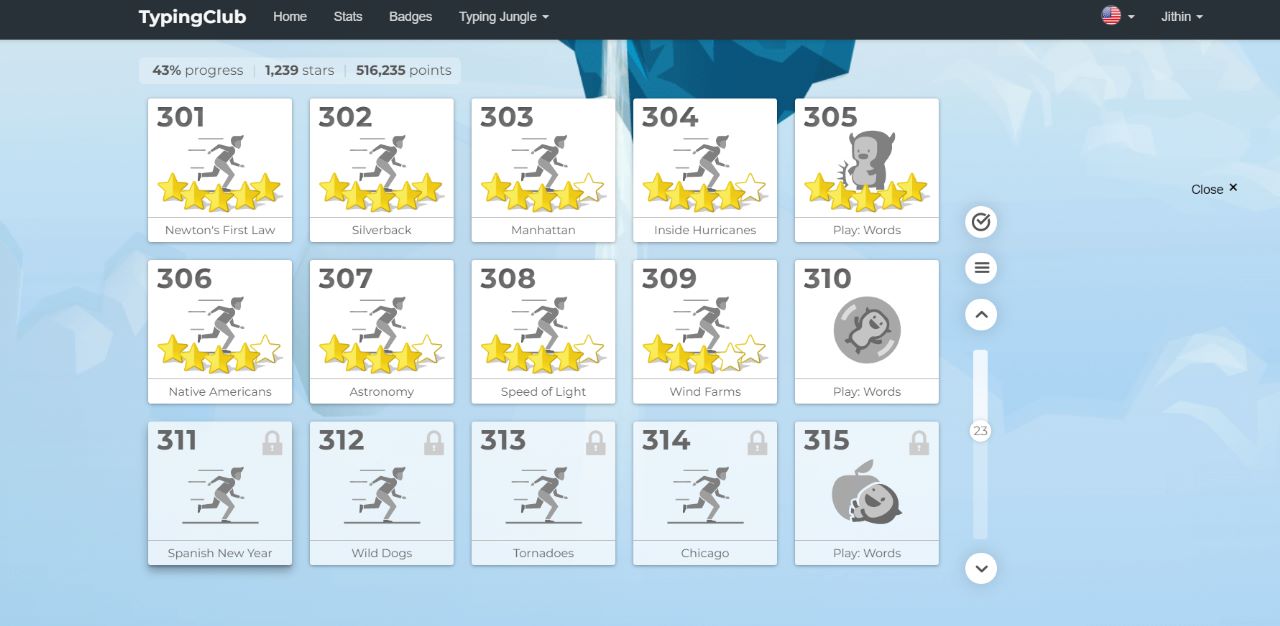 TypingClub Home Stats Badges Typing Jungle Jithin
43% progress 1,239 stars 516,235 points
301 302 303 304 305
Newton's First Law Silverback Manhattan Inside Hurricanes Play: Words
Close ×
306 307 308 309 310
Native Americans Astronomy Speed of Light Wind Farms Play: Words
311 312 313 314 315
23
Spanish New Year Wild Dogs Tornadoes Chicago Play: Words